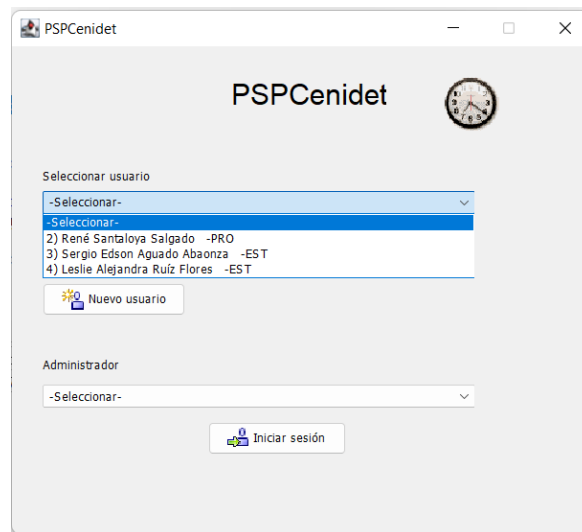 PSPCenidet
PSPCenidet
Seleccionar usuario
-Seleccionar-
-Seleccionar-
2) René Santaloya Salgado -PRO
3) Sergio Edson Aguado Abaonza -EST
4) Leslie Alejandra Ruíz Flores -EST
Nuevo usuario
Administrador
-Seleccionar-
Iniciar sesión